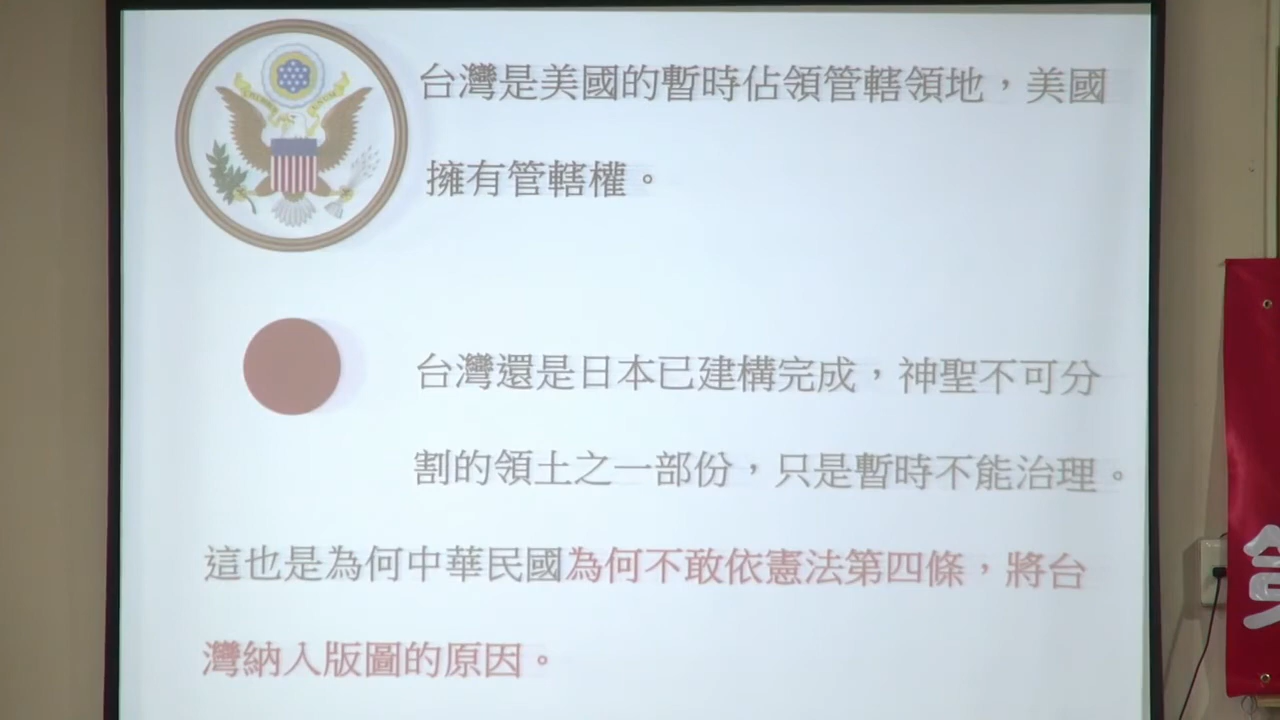 台灣是美國的暫時佔領管轄領地，美國
擁有管轄權。
台灣還是日本已建構完成，神聖不可分
割的領土之一部份，只是暫時不能治理。
這也是為何中華民國為何不敢依憲法第四條，將台
灣納入版圖的原因。